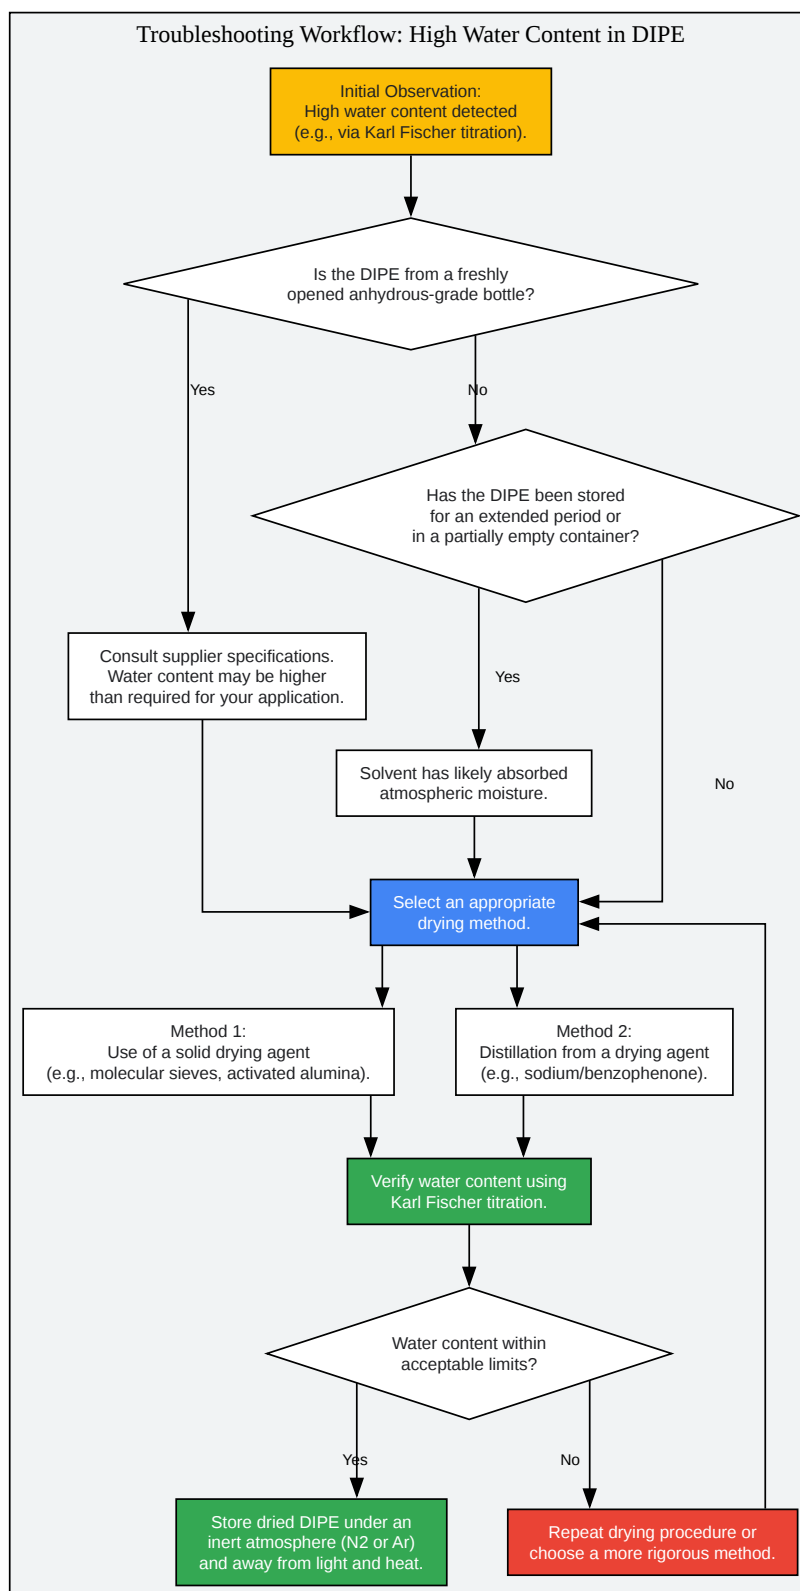 Troubleshooting Workflow: High Water Content in DIPE
Initial Observation:
High water content detected
(e.g., via Karl Fischer titration).
Is the DIPE from a freshly
opened anhydrous-grade bottle?
Yes
No
Has the DIPE been stored
for an extended period or
in a partially empty container?
Consult supplier specifications.
Water content may be higher
than required for your application.
Yes
Solvent has likely absorbed
atmospheric moisture.
No
Select an appropriate
drying method.
Method 1:
Use of a solid drying agent
(e.g., molecular sieves, activated alumina).
Method 2:
Distillation from a drying agent
(e.g., sodium/benzophenone).
Verify water content using
Karl Fischer titration.
Water content within
acceptable limits?
Yes
No
Store dried DIPE under an
inert atmosphere (N2 or Ar)
and away from light and heat.
Repeat drying procedure or
choose a more rigorous method.